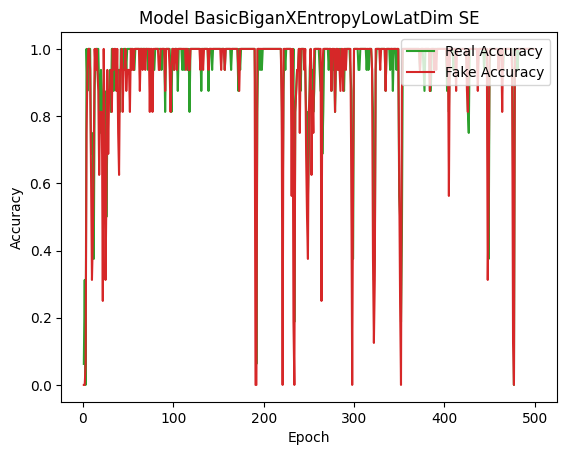 Model BasicBiganXEntropyLowLatDim SE
Real Accuracy
Fake Accuracy
1.0
0.8
0.6
0.4
0.2
0.0
Accuracy
0 100 200 300 400 500
Epoch